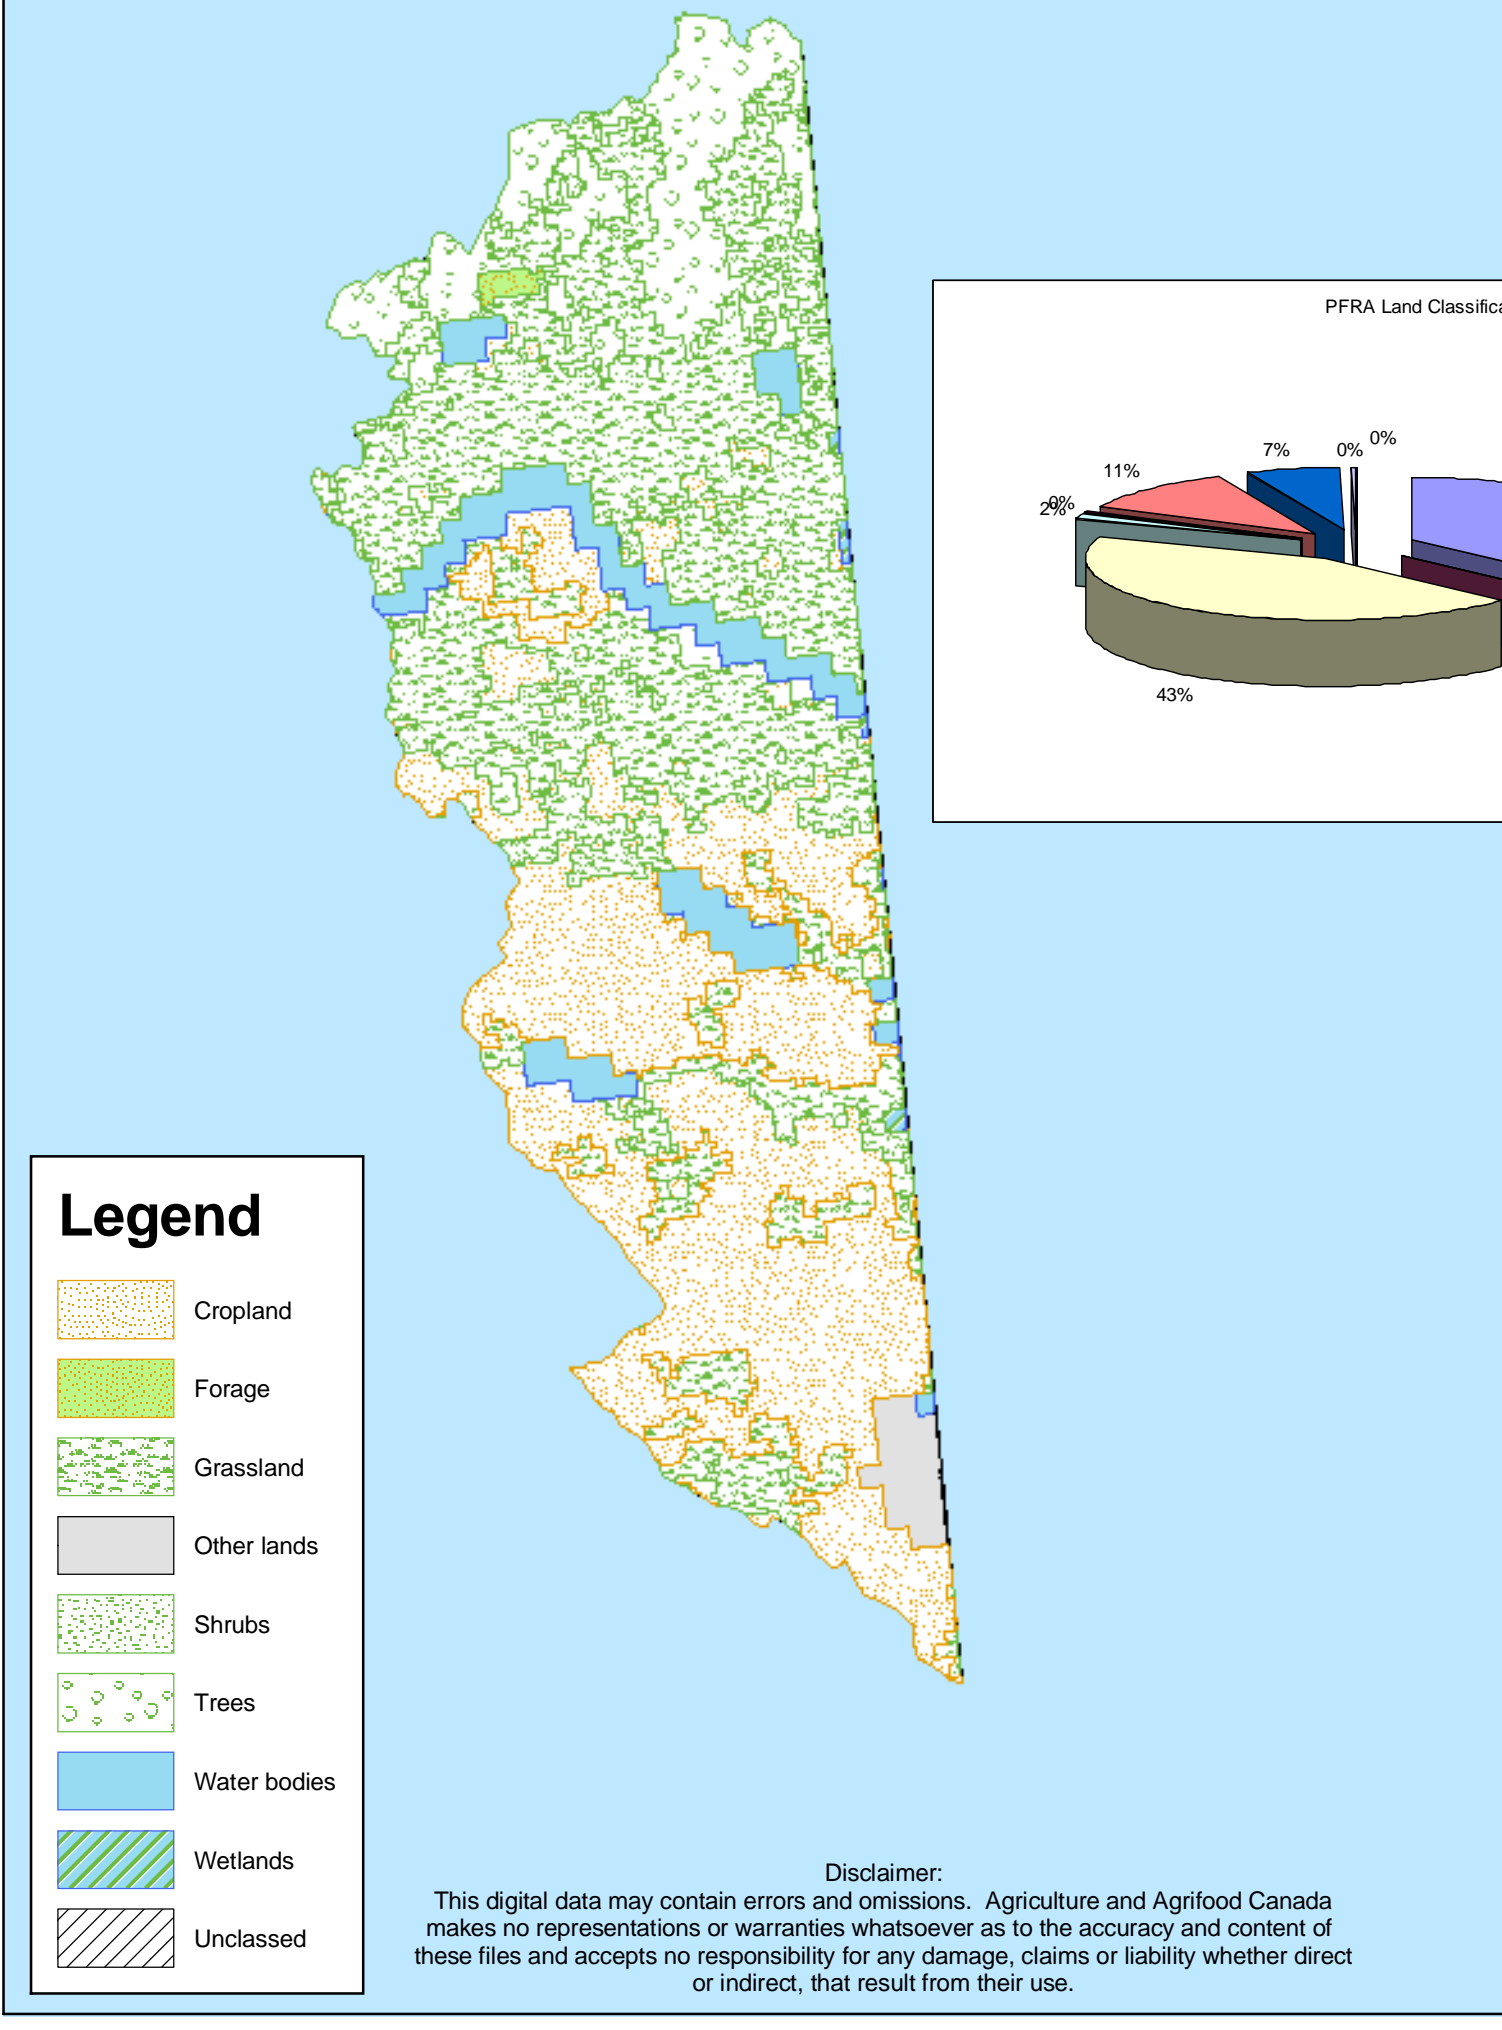 PFRA Land Classifica
7%
0%
0%
11%
0%
2%
43%
Legend
Cropland
Forage
Grassland
Other lands
Shrubs
Trees
Water bodies
Wetlands
Unclassed
Disclaimer:
This digital data may contain errors and omissions.  Agriculture and Agrifood Canada
makes no representations or warranties whatsoever as to the accuracy and content of
these files and accepts no responsibility for any damage, claims or liability whether direct
or indirect, that result from their use.